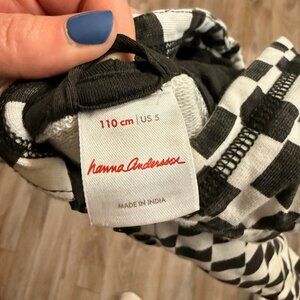 110 cm | US 5
hanna Andersson
MADE IN INDIA